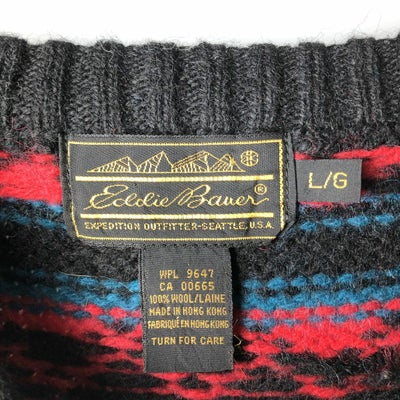 Eddie Bauer®
EXPEDITION OUTFITTER-SEATTLE, U.S.A.
L/G
WPL 9647
CA 00665
100% WOOL/LAINE
MADE IN HONG KONG
FABRIQUÉ EN HONG KONG
TURN FOR CARE